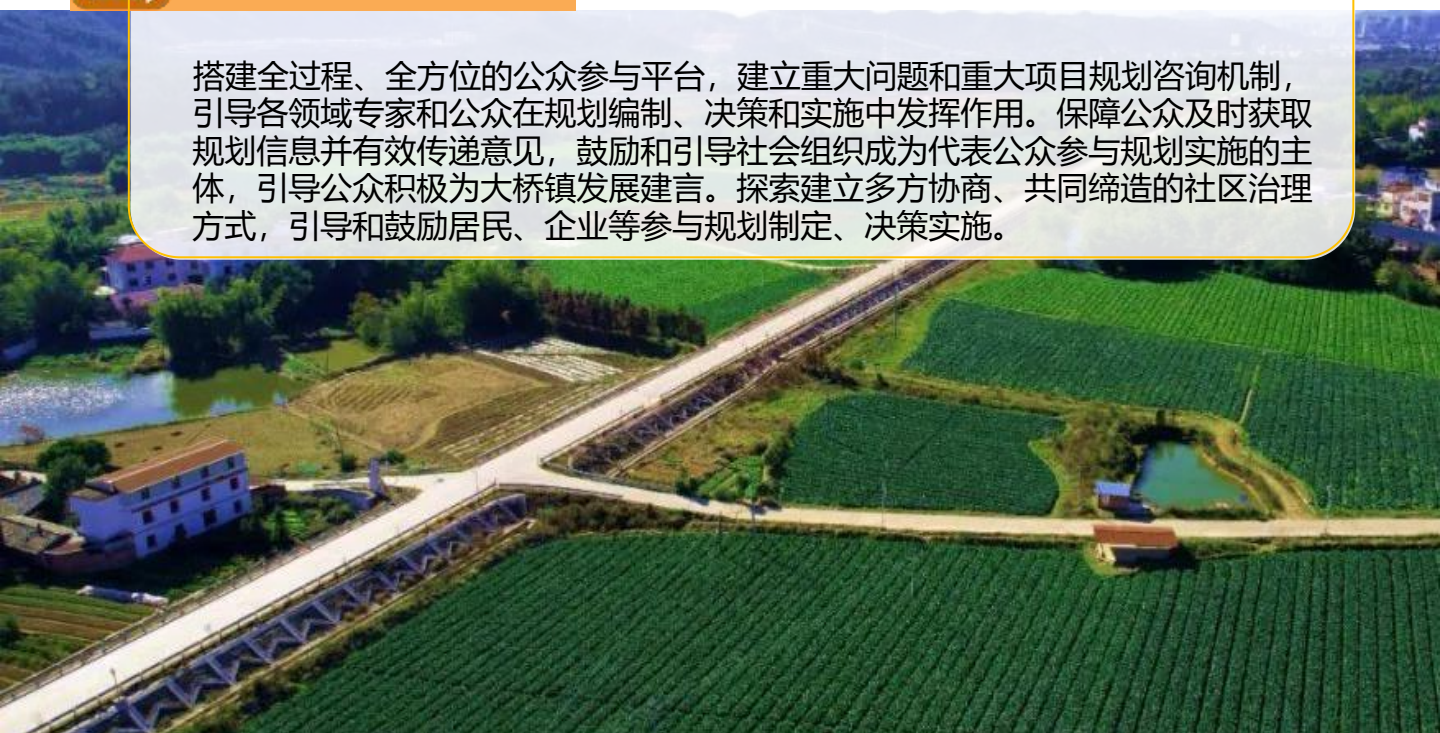 搭建全过程、全方位的公众参与平台，建立重大问题和重大项目规划咨询机制，
引导各领域专家和公众在规划编制、决策和实施中发挥作用。保障公众及时获取
规划信息并有效传递意见，鼓励和引导社会组织成为代表公众参与规划实施的主
体，引导公众积极为大桥镇发展建言。探索建立多方协商、共同缔造的社区治理
方式，引导和鼓励居民、企业等参与规划制定、决策实施。